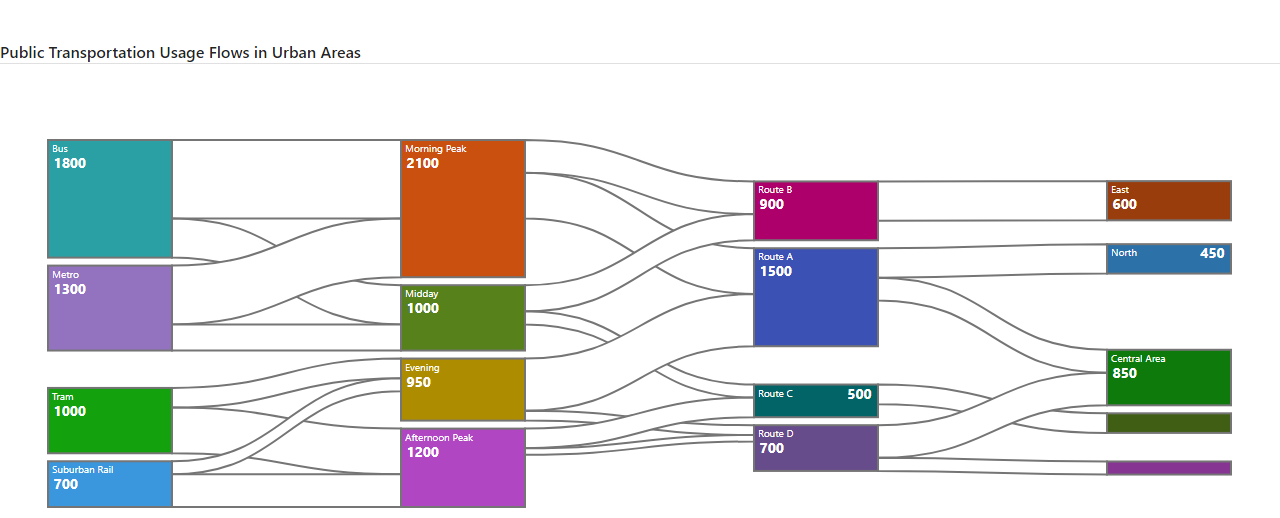 Public Transportation Usage Flows in Urban Areas
Bus
1800
Metro
1300
Tram
1000
Suburban Rail
700
Morning Peak
2100
Midday
1000
Evening
950
Afternoon Peak
1200
Route B
900
Route A
1500
Route C 500
Route D
700
East
600
North 450
Central Area
850